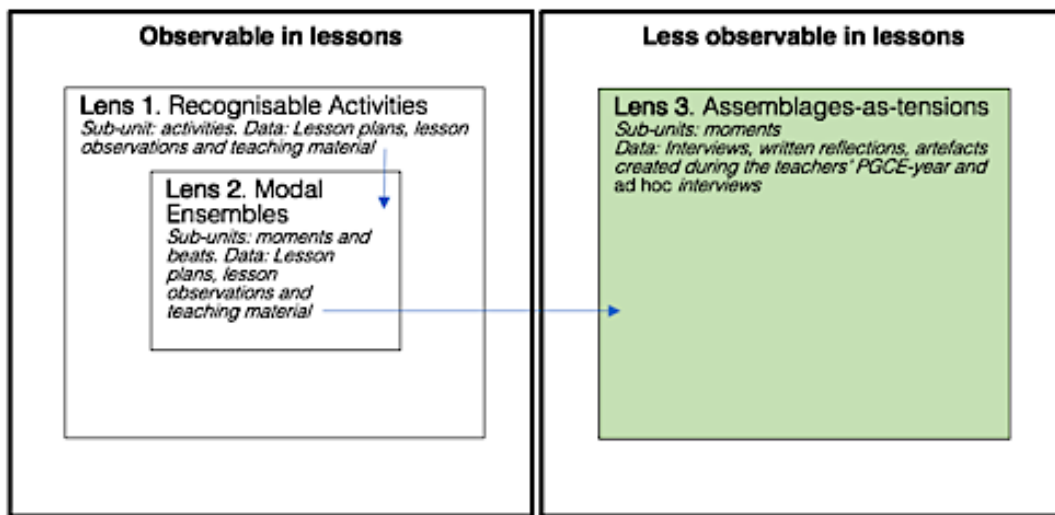 Observable in lessons
Lens 1. Recognisable Activities
Sub-unit: activities. Data: Lesson plans, lesson
observations and teaching material
Lens 2. Modal
Ensembles
Sub-units: moments and
beats. Data: Lesson
plans, lesson
observations and
teaching material
Less observable in lessons
Lens 3. Assemblages-as-tensions
Sub-units: moments
Data: Interviews, written reflections, artefacts
created during the teachers' PGCE-year and
ad hoc interviews